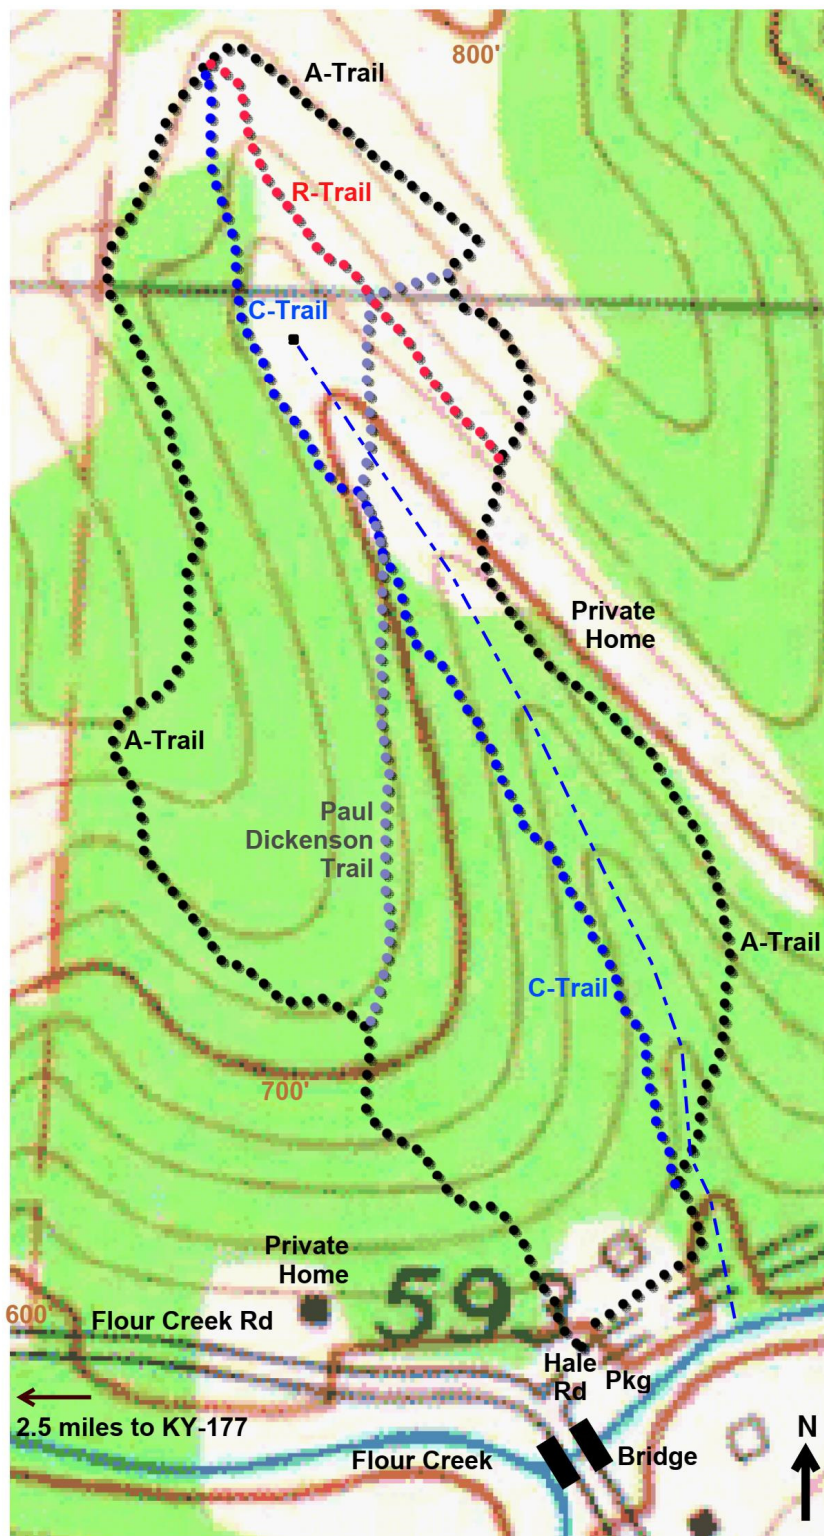 800'
A-Trail
R-Trail
C-Trail
Private
Home
A-Trail
Paul
Dickenson
Trail
A-Trail
C-Trail
700'
Private
Home
593
600'
Flour Creek Rd
Hale
Rd
Pkg
2.5 miles to KY-177
Flour Creek
Bridge
N